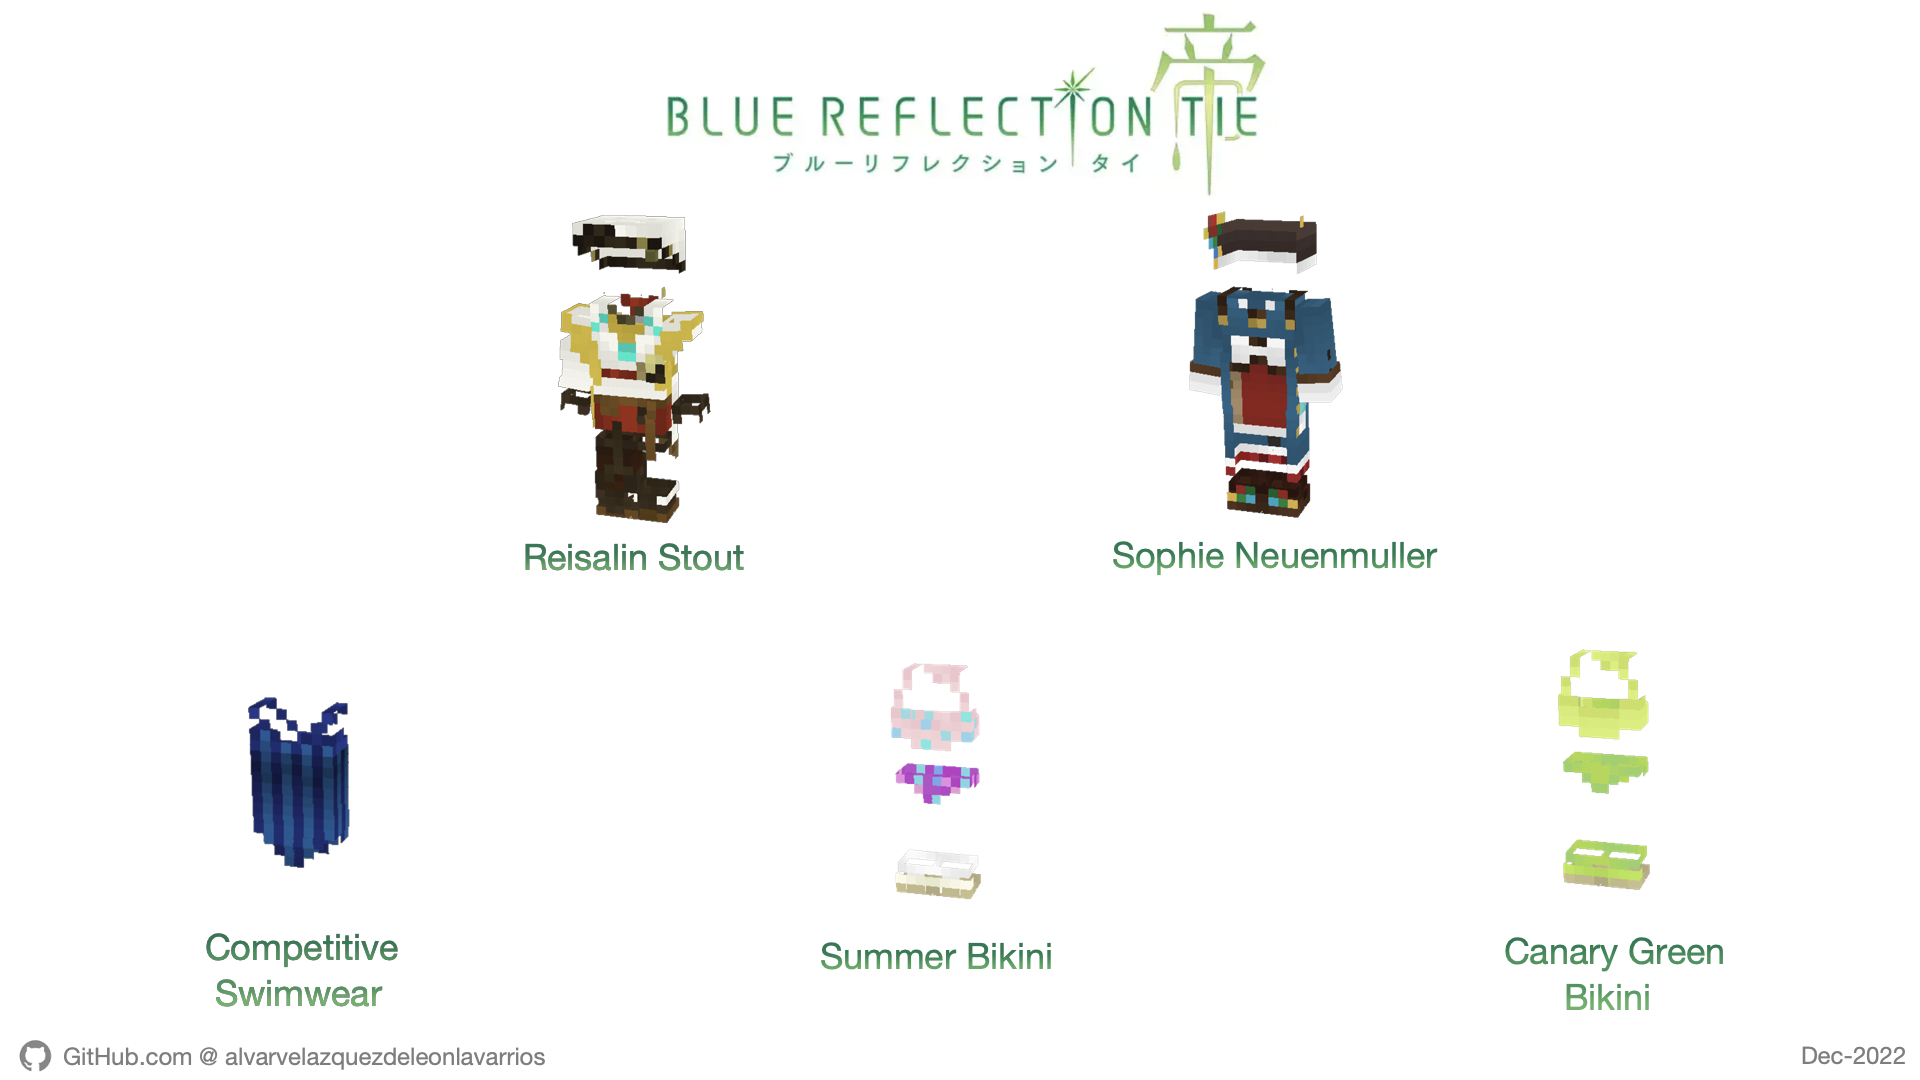 BLUE REFLECTION TIE
帝
ブルーリフレクション タイ
Reisalin Stout
Sophie Neuenmuller
Competitive
Swimwear
Summer Bikini
Canary Green
Bikini
GitHub.com @ alvarvelazquezdeleonlavarrios
Dec-2022